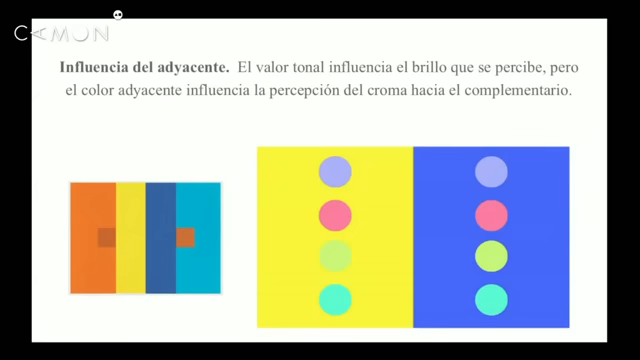 CAMON
Influencia del adyacente. El valor tonal influencia el brillo que se percibe, pero
el color adyacente influencia la percepción del croma hacia el complementario.